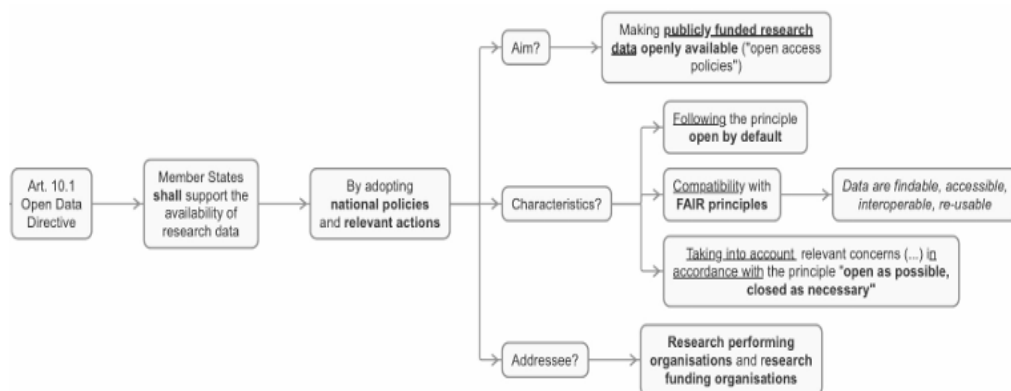 Art. 10.1
Open Data
Directive
Member States
shall support the
availability of
research data
By adopting
national policies
and relevant actions
Aim?
Making publicly funded research
data openly available ("open access
policies")
Characteristics?
Following the principle
open by default
Compatibility with
FAIR principles
Data are findable, accessible,
interoperable, re-usable
Taking into account relevant concerns (...) in
accordance with the principle "open as possible,
closed as necessary"
Addressee?
Research performing
organisations and research
funding organisations